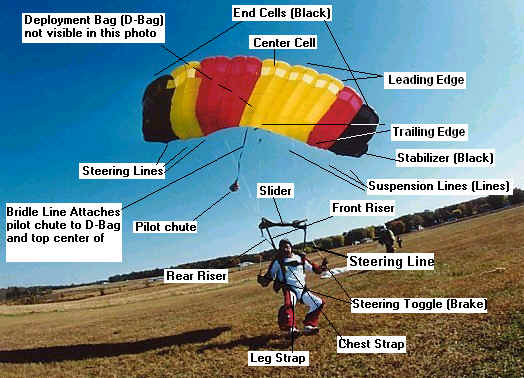 Deployment Bag (D-Bag)
not visible in this photo
End Cells (Black)
Center Cell
Leading Edge
Trailing Edge
Stabilizer (Black)
Steering Lines
Suspension Lines (Lines)
Bridle Line Attaches
pilot chute to D-Bag
and top center of
Pilot chute
Slider
Front Riser
Rear Riser
Steering Line
Steering Toggle (Brake)
Chest Strap
Leg Strap